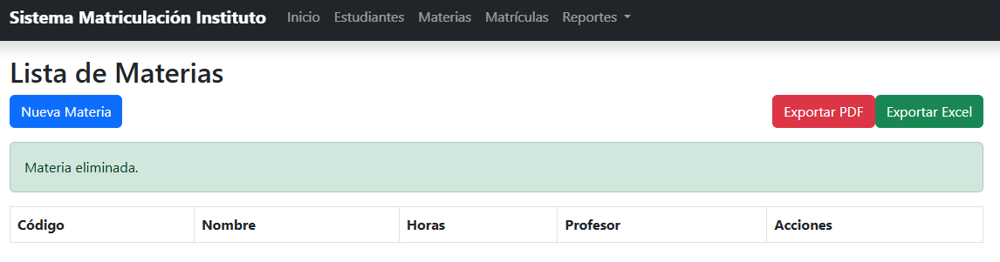 Sistema Matriculación Instituto Inicio Estudiantes Materias Matrículas Reportes
Lista de Materias
Nueva Materia Exportar PDF Exportar Excel
Materia eliminada.
Código Nombre Horas Profesor Acciones